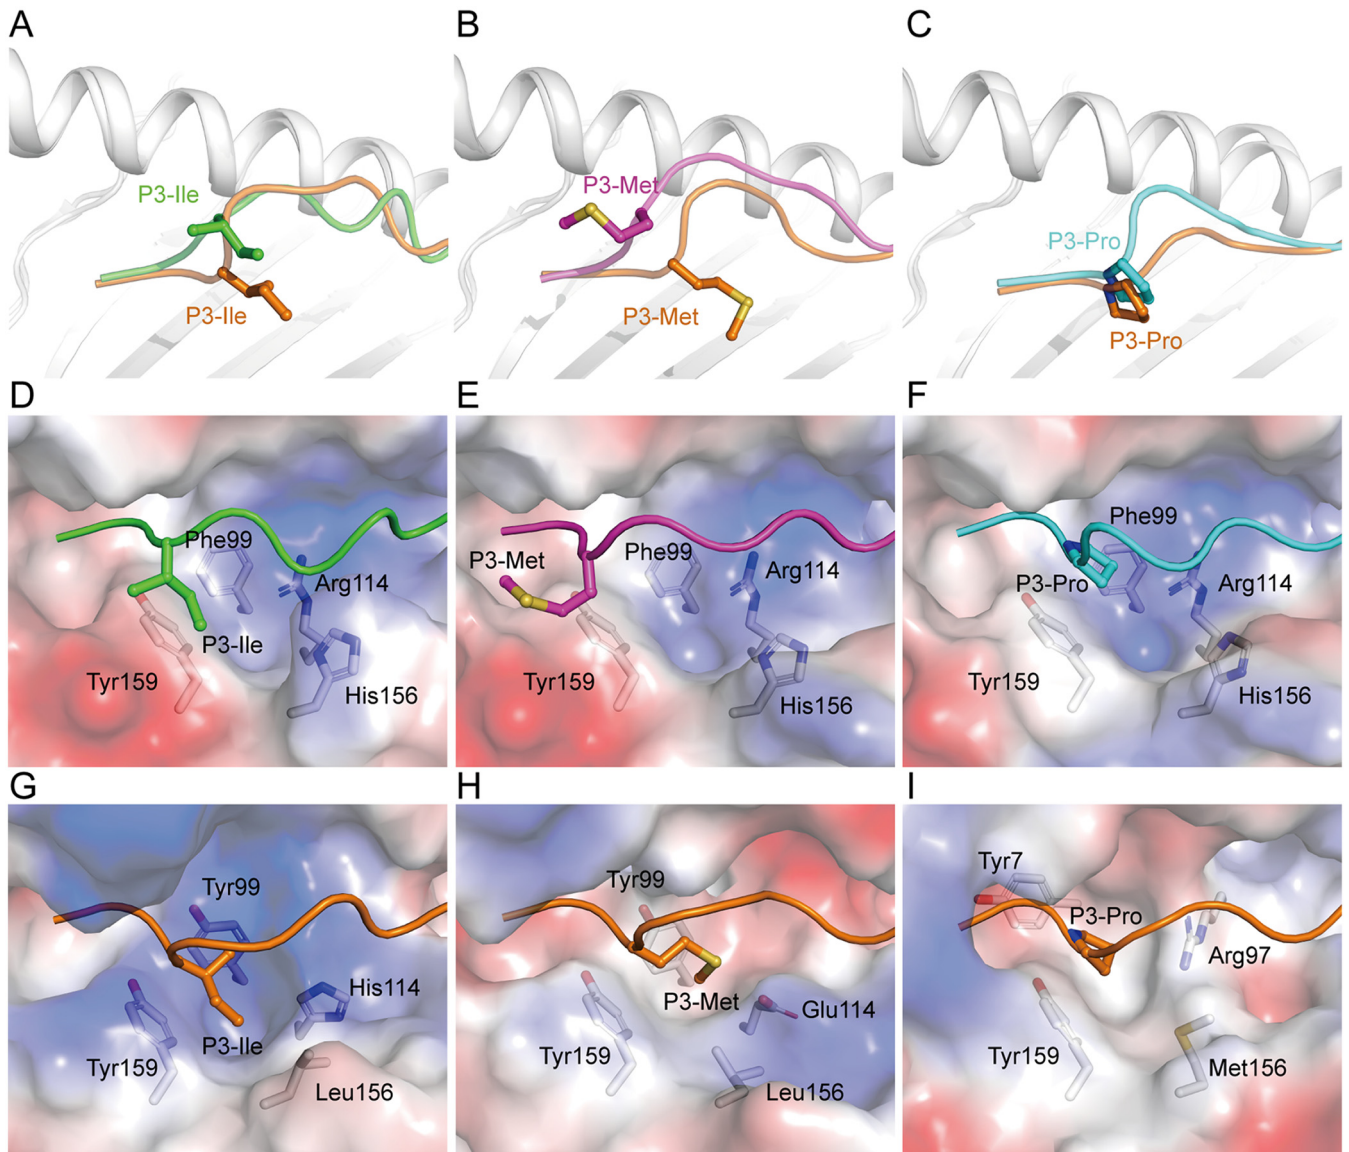 A
B
C
P3-Ile
P3-Met
P3-Pro
P3-Ile
P3-Met
P3-Pro
D
E
F
Phe99
Arg114
P3-Ile
Tyr159
His156
P3-Met
Phe99
Arg114
Tyr159
His156
Phe99
P3-Pro
Arg114
Tyr159
His156
G
H
I
Tyr99
His114
P3-Ile
Tyr159
Leu156
Tyr99
P3-Met
Glu114
Tyr159
Leu156
Tyr7
P3-Pro
Arg97
Tyr159
Met156